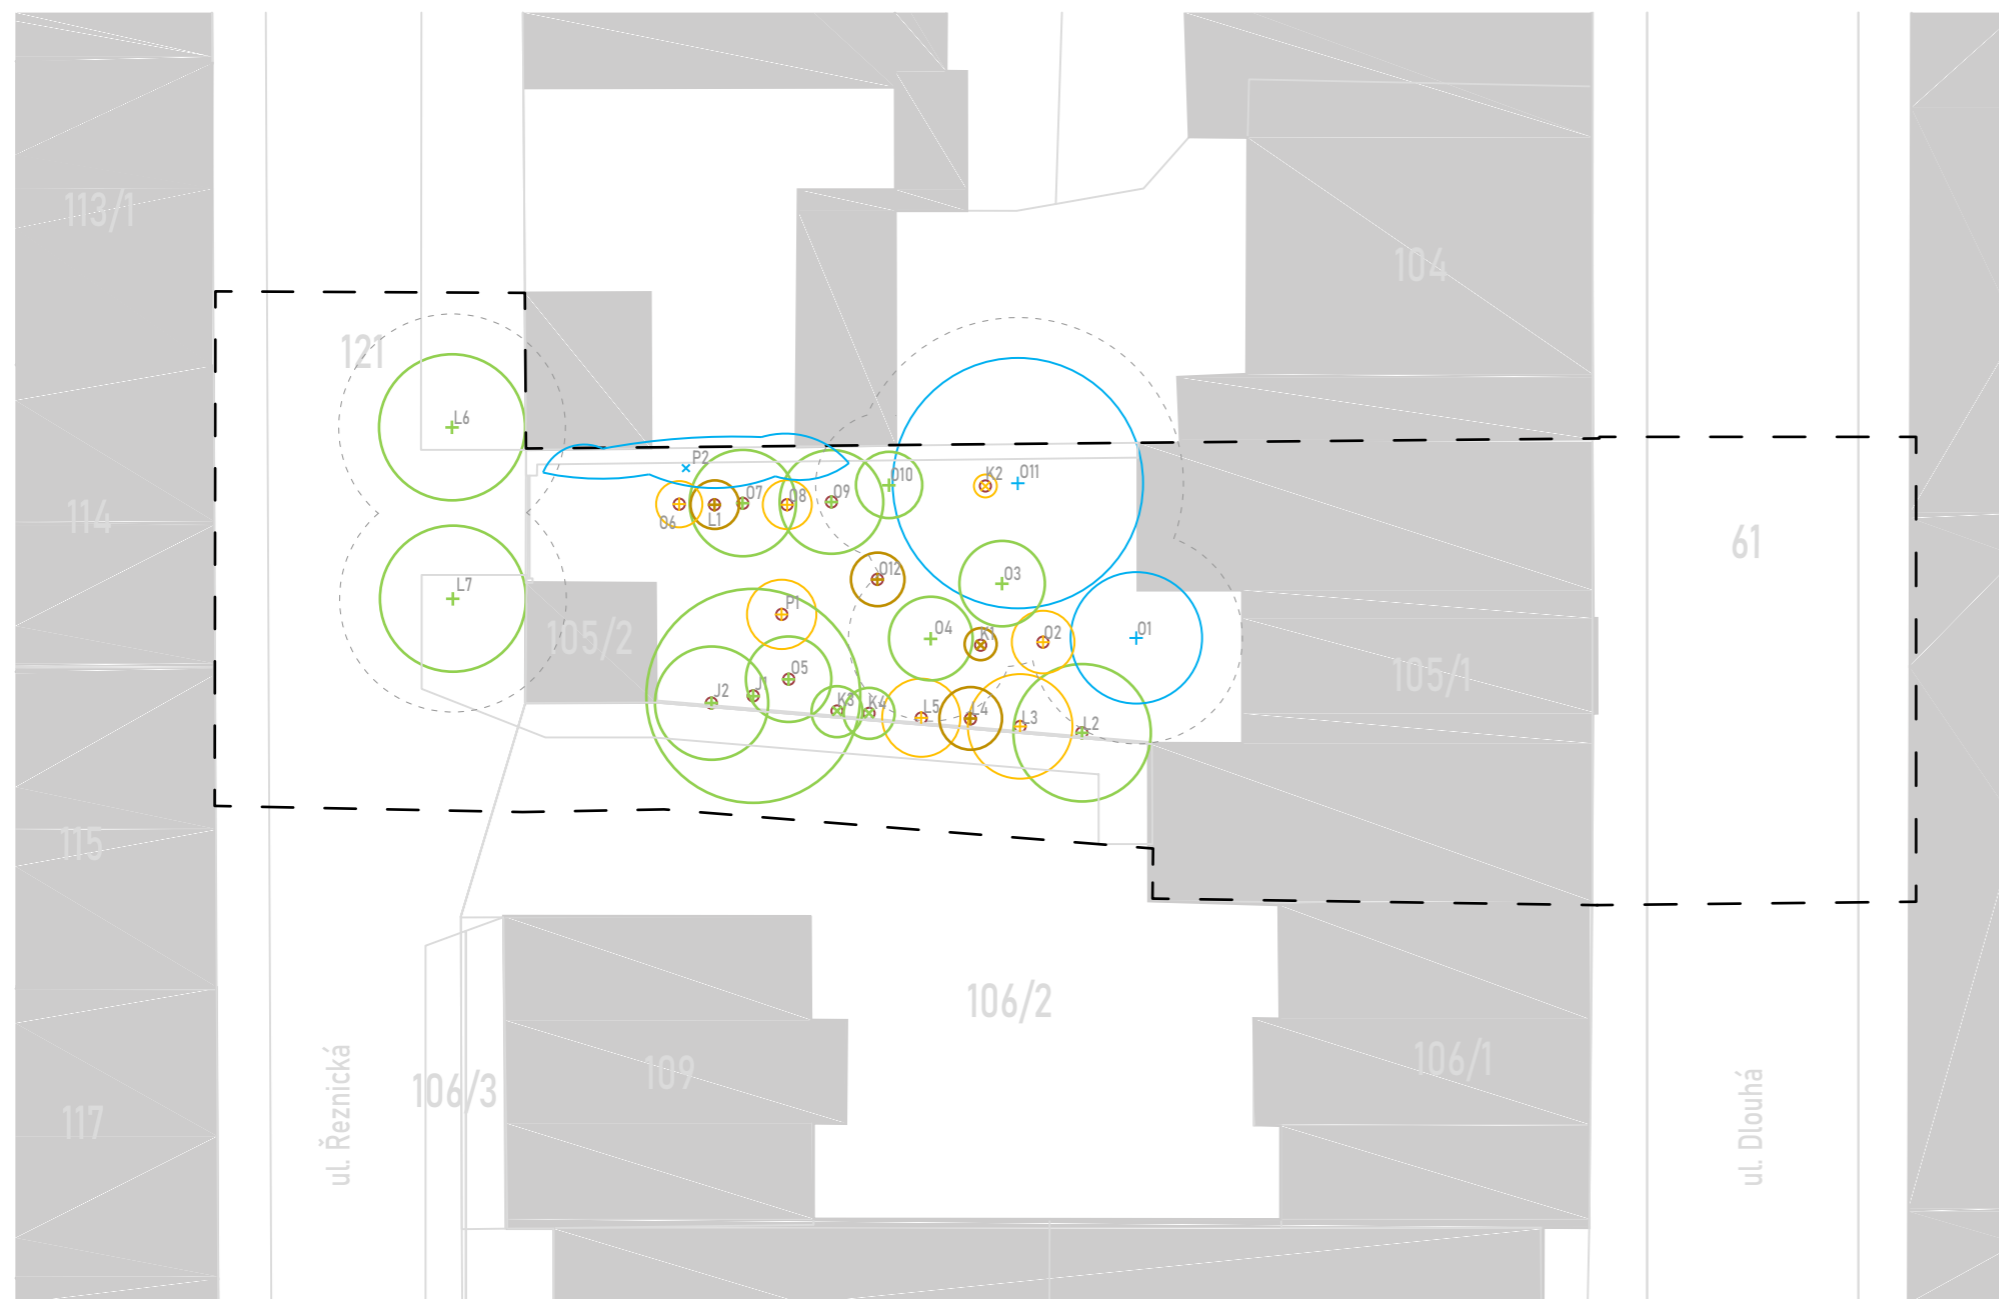 113/1
104
121
L6
P2
O7
O8
O9
O10
K2
O11
O6
L1
114
61
O12
O3
L7
P1
O4
K1
O2
O1
105/2
O5
J2
J1
K3
K4
L5
L4
L3
L2
105/1
115
106/2
109
106/1
106/3
117
ul. Řeznická
ul. Dlouhá